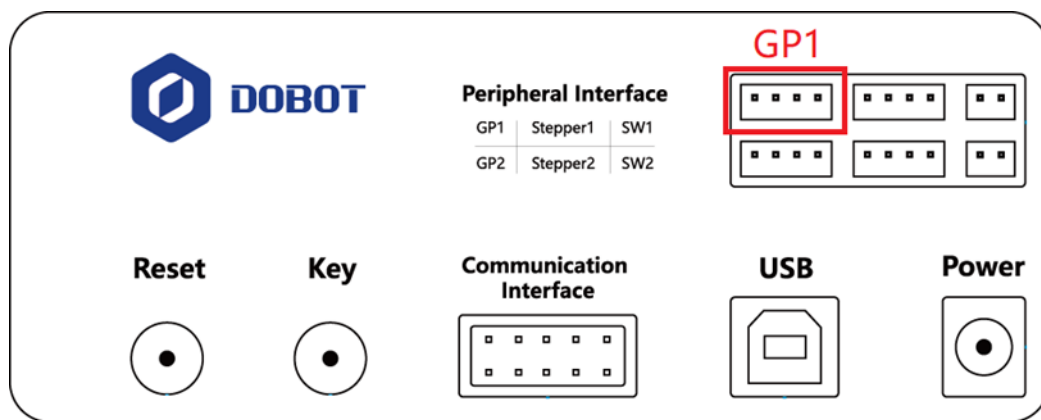 GP1
DOBOT
Peripheral Interface
GP1 Stepper1 SW1
GP2 Stepper2 SW2
Reset
Key
Communication
Interface
USB
Power